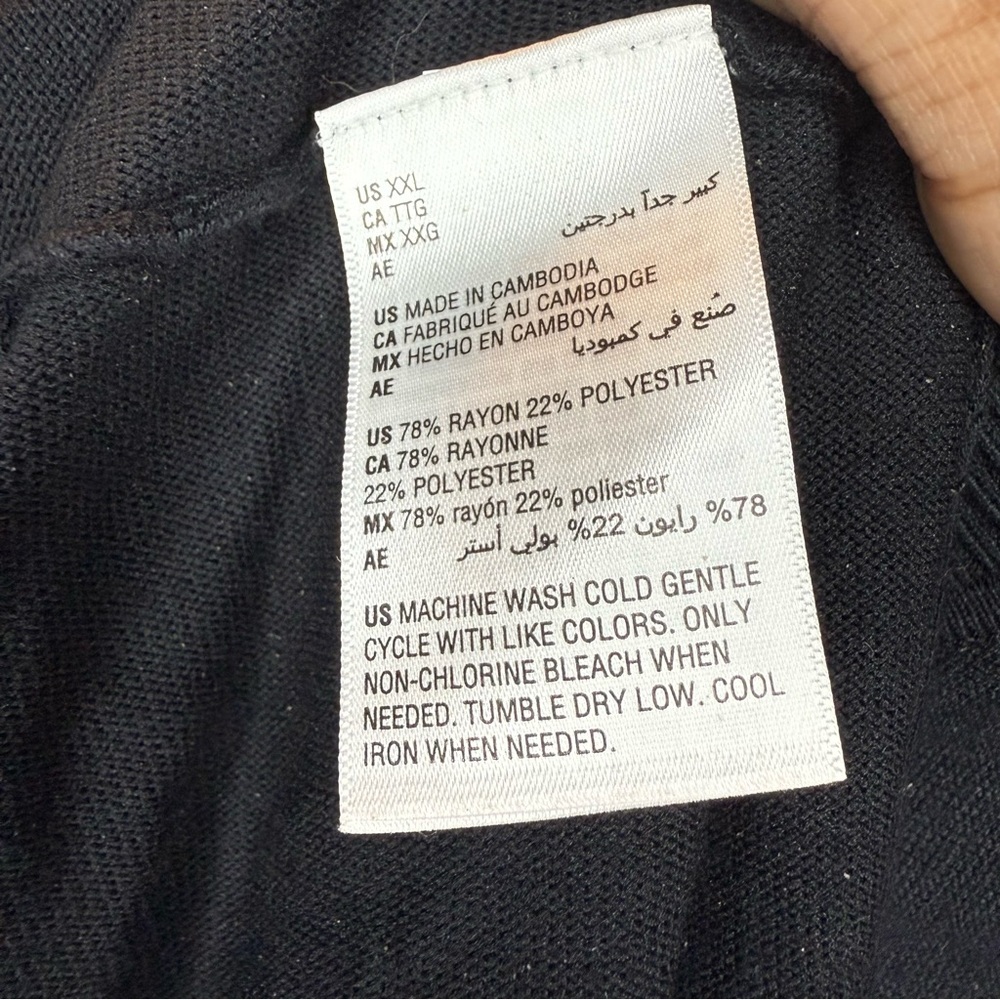 US XXL
CA TTG
MX XXG
AE كبير جداً بدرجتين
US MADE IN CAMBODIA
CA FABRIQUÉ AU CAMBODGE
MX HECHO EN CAMBOYA
AE صُنع في كمبوديا
US 78% RAYON 22% POLYESTER
CA 78% RAYONNE
22% POLYESTER
MX 78% rayón 22% poliester
AE 78% رايون 22% بولي أستر
US MACHINE WASH COLD GENTLE
CYCLE WITH LIKE COLORS. ONLY
NON-CHLORINE BLEACH WHEN
NEEDED. TUMBLE DRY LOW. COOL
IRON WHEN NEEDED.